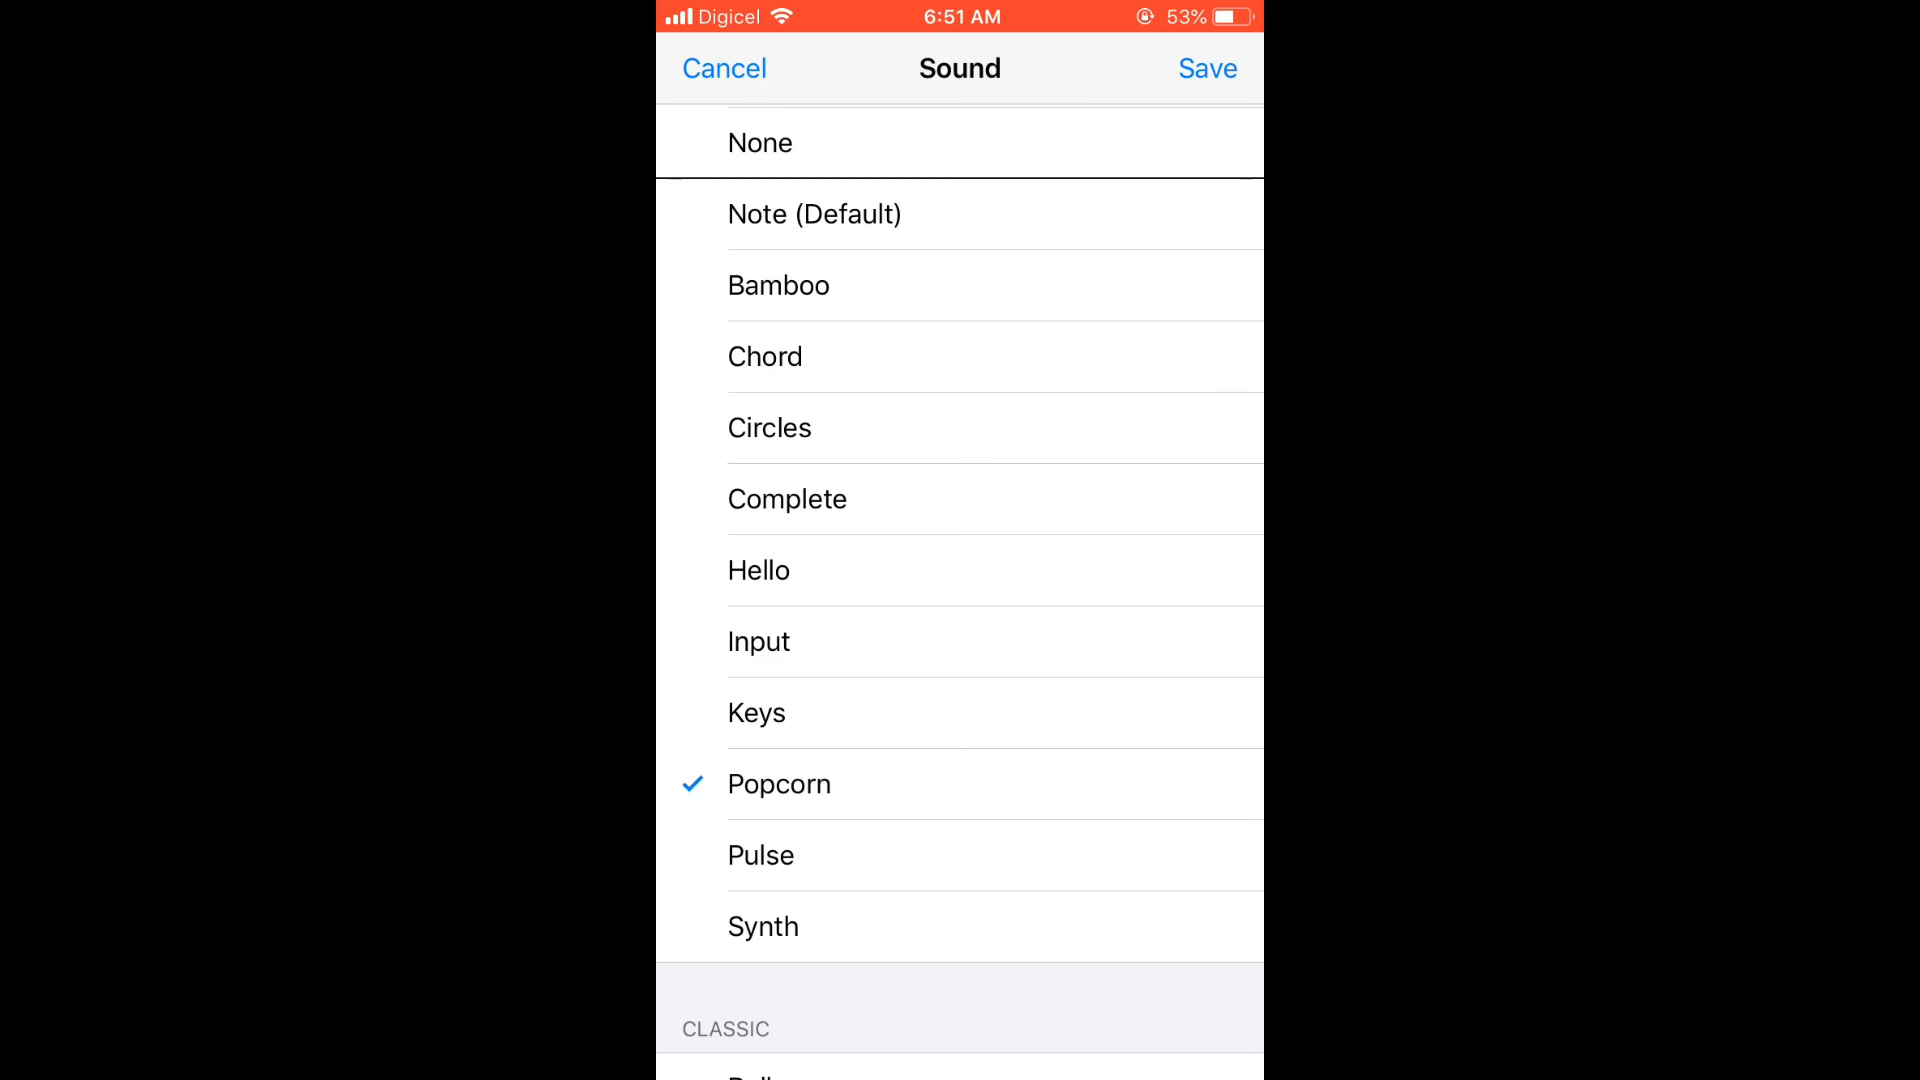 Digicel 6:51 AM 53%
Cancel Sound Save
None
Note (Default)
Bamboo
Chord
Circles
Complete
Hello
Input
Keys
Popcorn
Pulse
Synth
CLASSIC